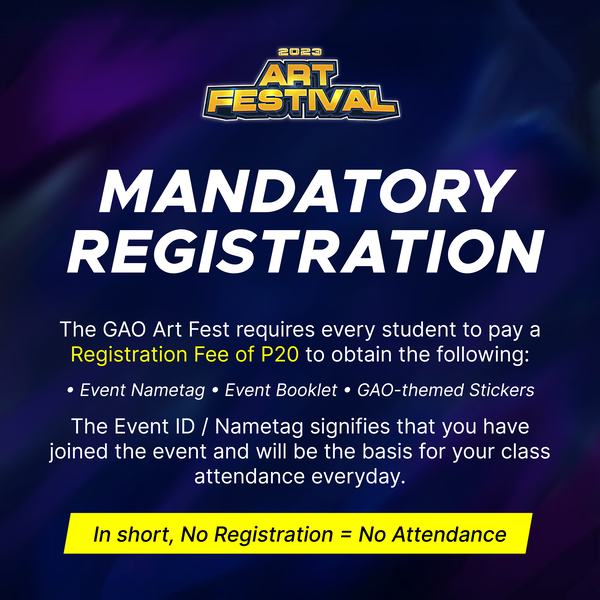 2023
ART
FESTIVAL
MANDATORY
REGISTRATION
The GAO Art Fest requires every student to pay a
Registration Fee of P20 to obtain the following:
• Event Nametag • Event Booklet • GAO-themed Stickers
The Event ID / Nametag signifies that you have
joined the event and will be the basis for your class
attendance everyday.
In short, No Registration = No Attendance